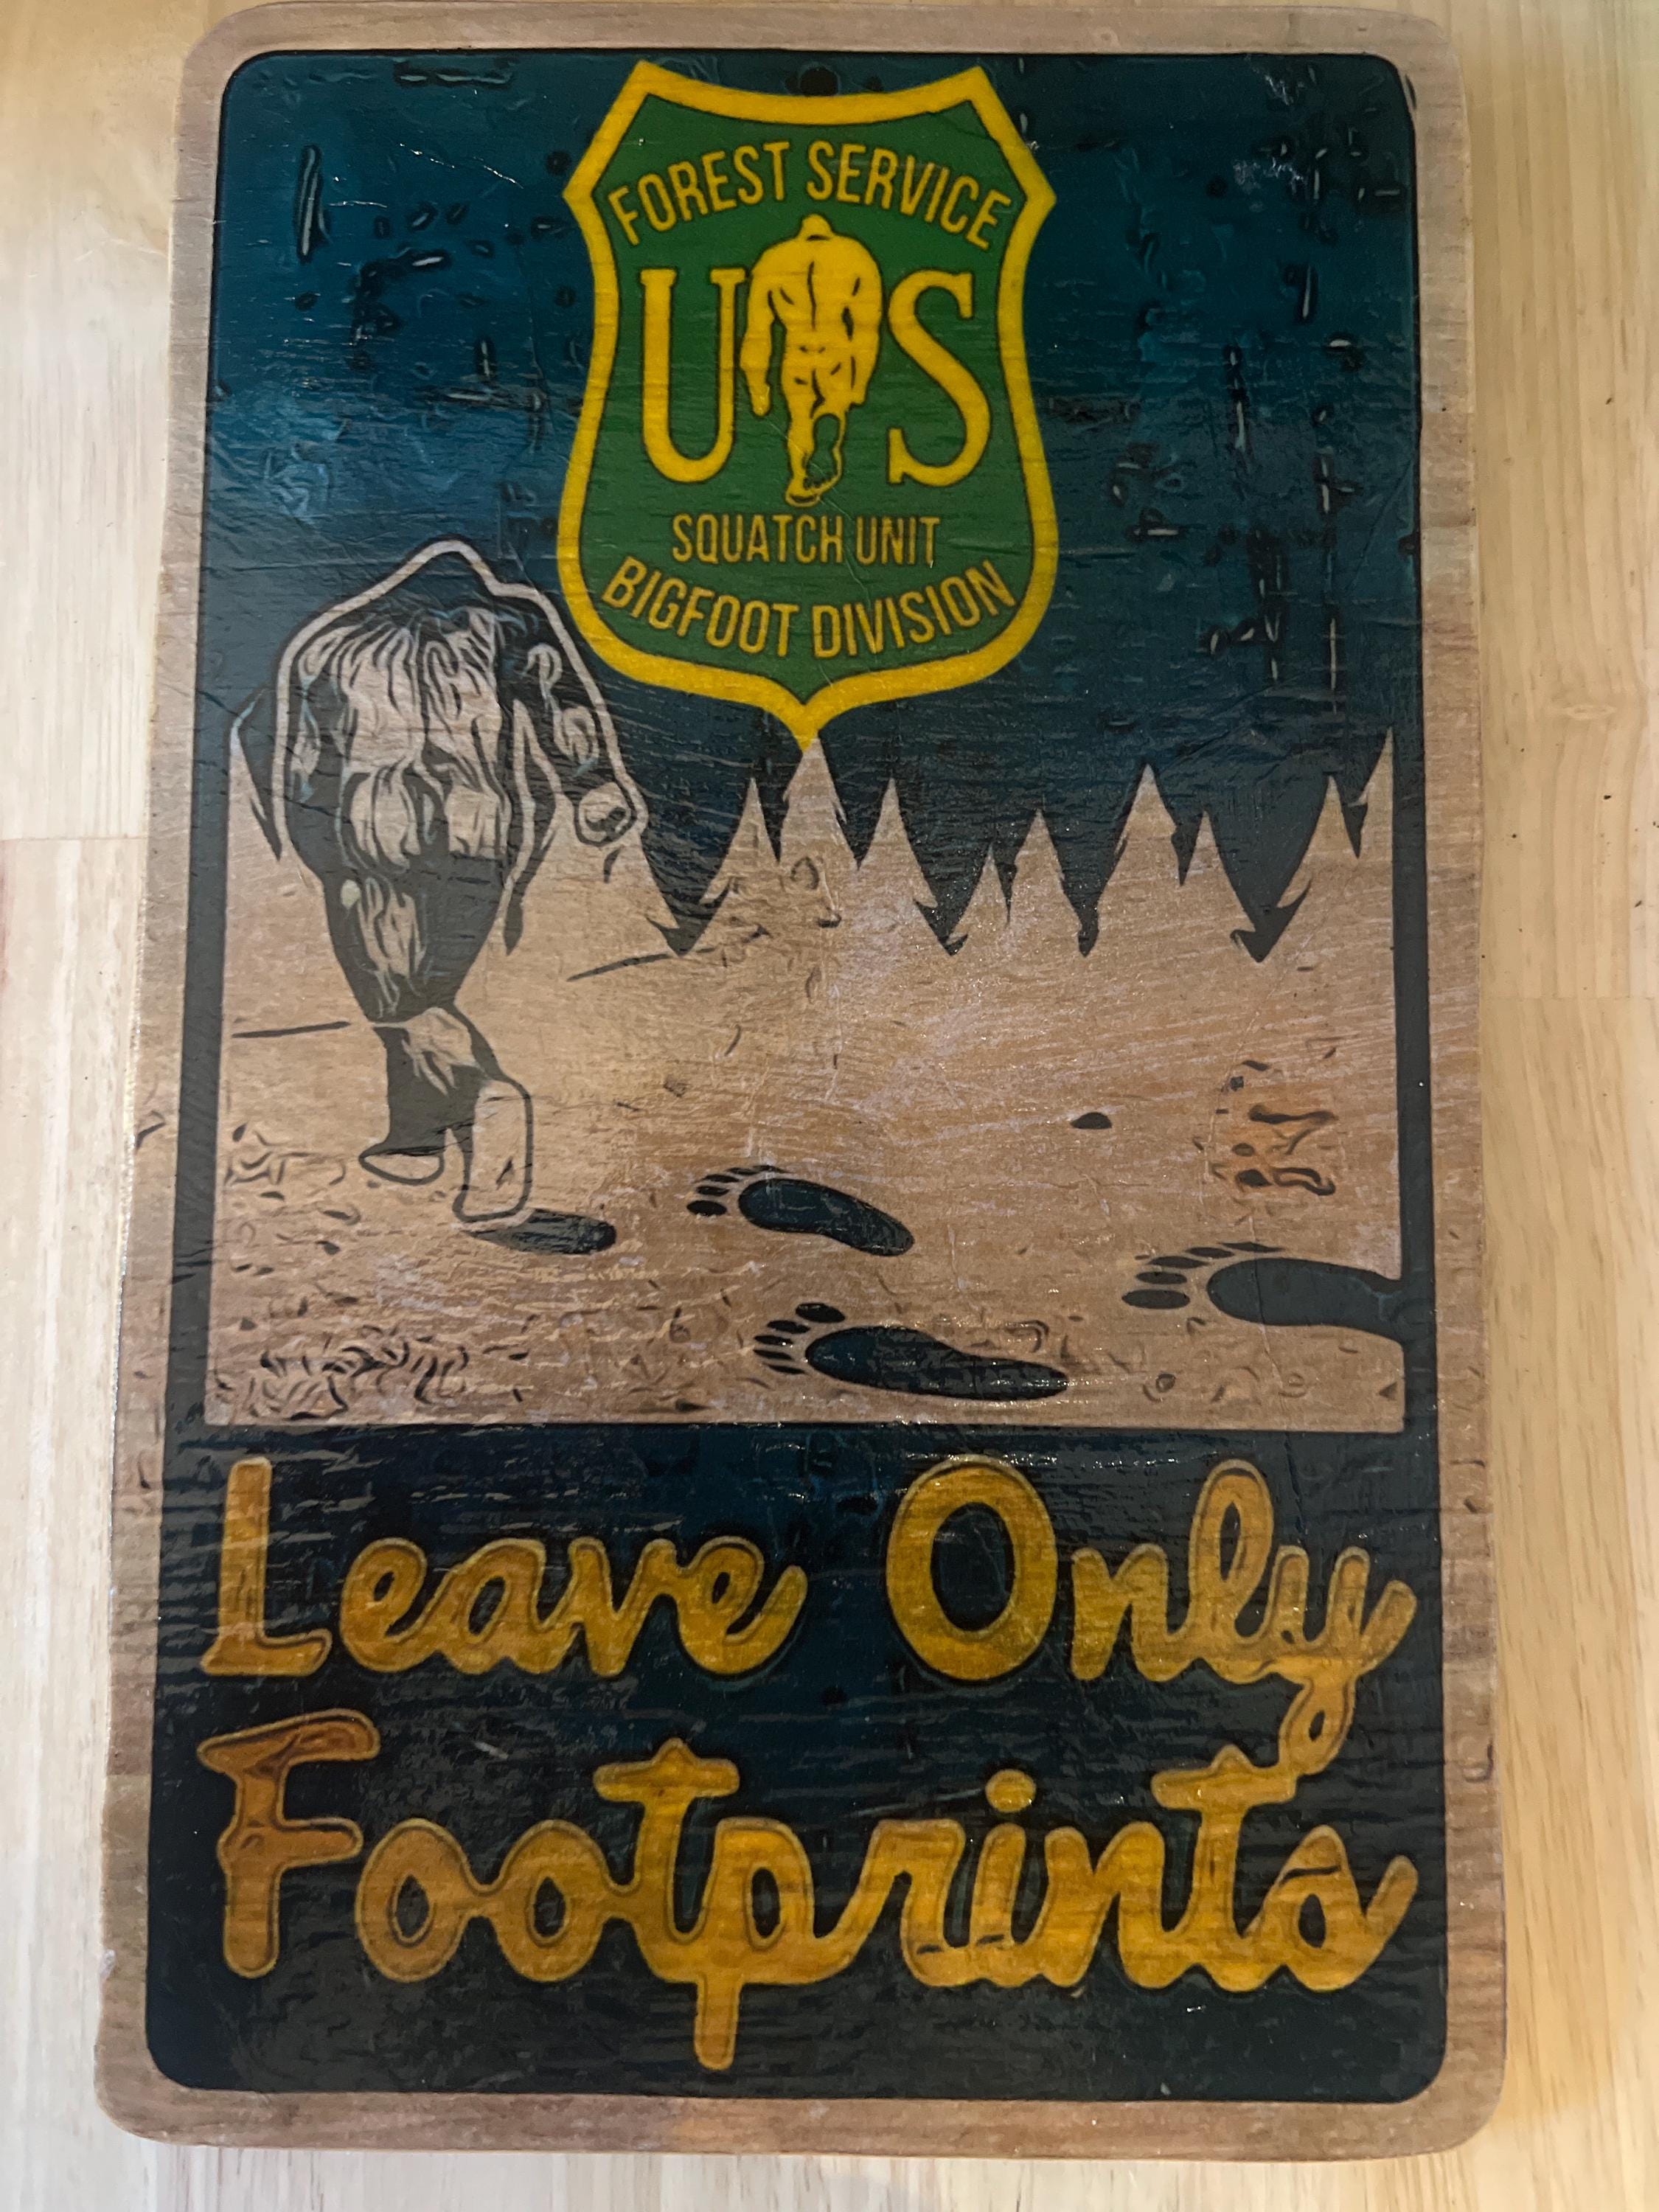 FOREST SERVICE
U S
SQUATCH UNIT
BIGFOOT DIVISION
Leave Only
Footprints